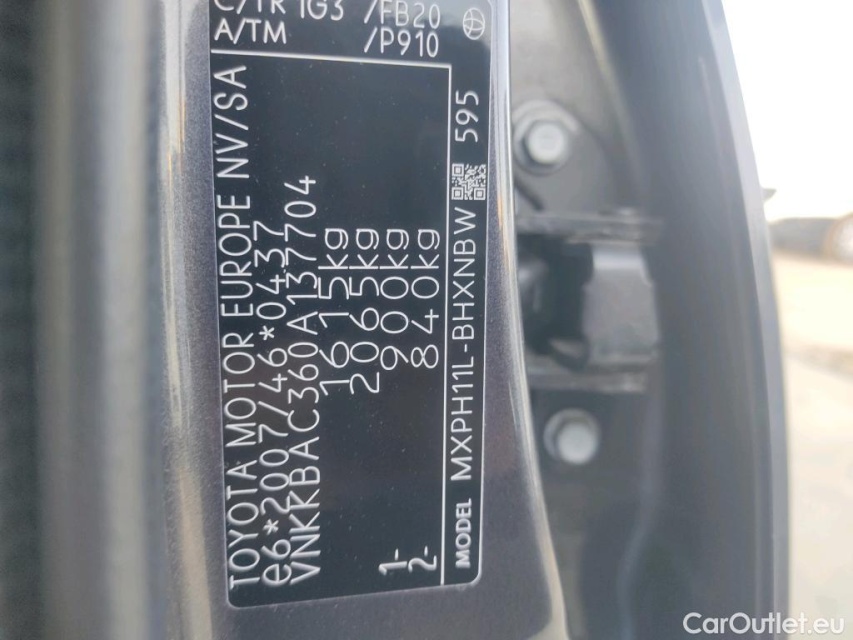 TOYOTA MOTOR EUROPE NV/SA
e6*2007/46*0437
VNKKBAC360A137704
1615kg
2065kg
1- 900kg
2- 840kg
MODEL MXPH11L-BHXNBW 595
C/TR 1G3 /FB20
A/TM /P910
CarOutlet.eu